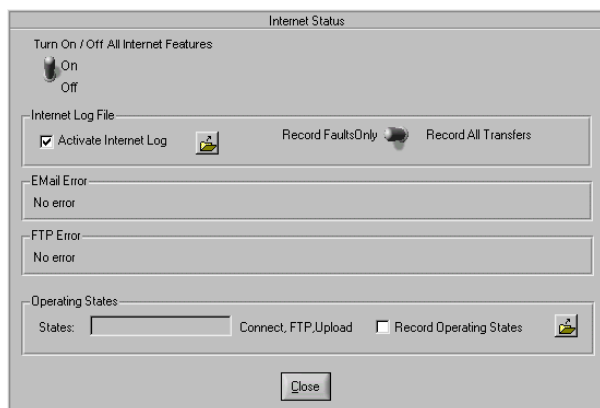 Internet Status
Turn On / Off All Internet Features
On
Off
Internet Log File
Activate Internet Log
Record FaultsOnly
Record All Transfers
EMail Error
No error
FTP Error
No error
Operating States
States:
Connect, FTP,Upload
Record Operating States
Close